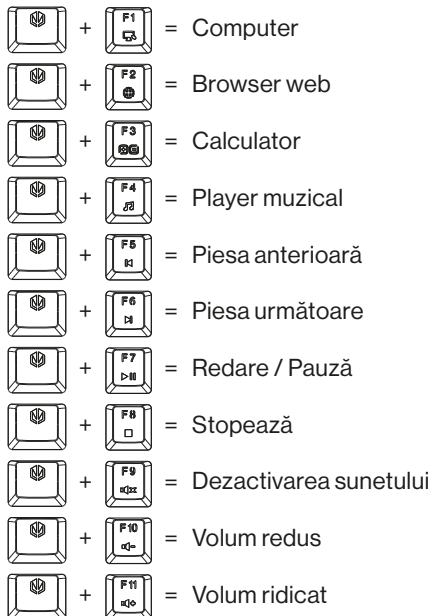 + F1 = Computer
+ F2 = Browser web
+ F3 = Calculator
+ F4 = Player muzical
+ F5 = Piesa anterioară
+ F6 = Piesa următoare
+ F7 = Redare / Pauză
+ F8 = Stopează
+ F9 = Dezactivarea sunetului
+ F10 = Volum redus
+ F11 = Volum ridicat